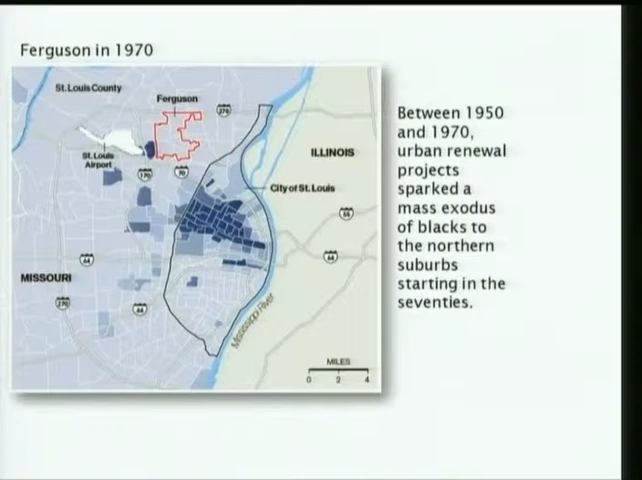 Ferguson in 1970
St. Louis County
Ferguson
270
St. Louis
Airport
170
70
ILLINOIS
City of St. Louis
55
64
64
MISSOURI
270
44
Mississippi River
MILES
0 2 4
Between 1950
and 1970,
urban renewal
projects
sparked a
mass exodus
of blacks to
the northern
suburbs
starting in the
seventies.